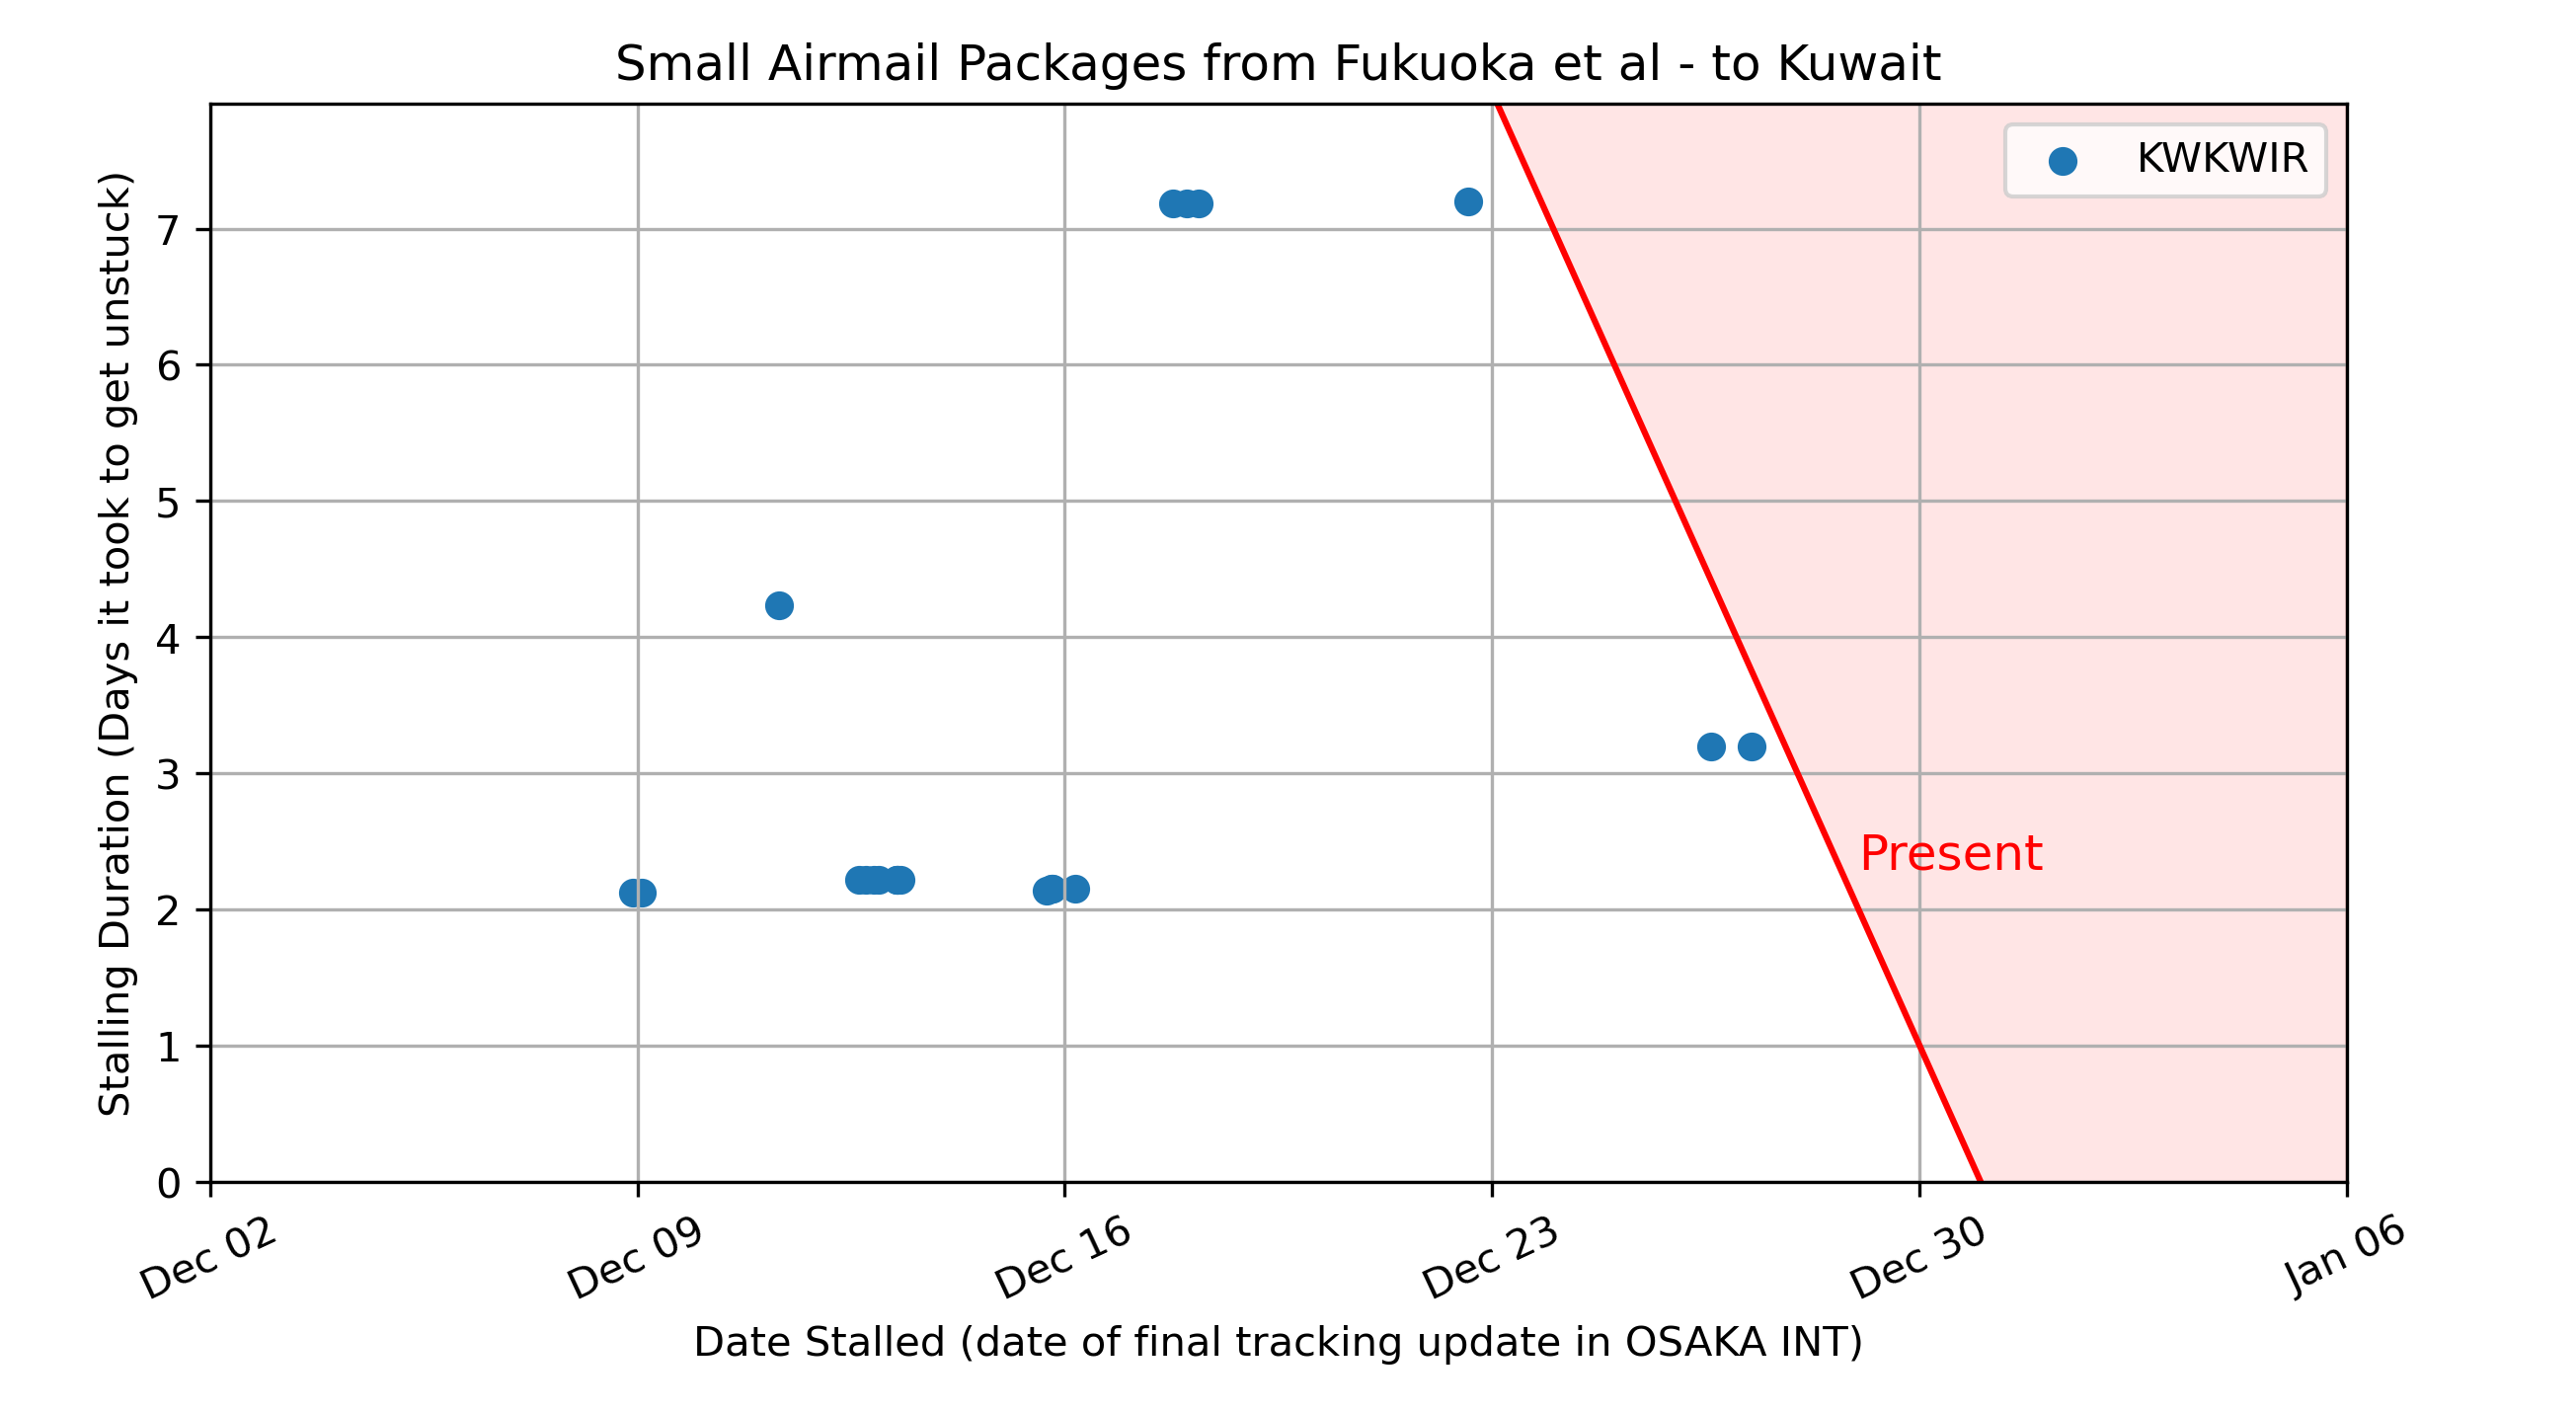 Small Airmail Packages from Fukuoka et al - to Kuwait
KWKWIR
Stalling Duration (Days it took to get unstuck)
7
6
5
4
3
2
1
0
Present
Dec 02
Dec 09
Dec 16
Dec 23
Dec 30
Jan 06
Date Stalled (date of final tracking update in OSAKA INT)